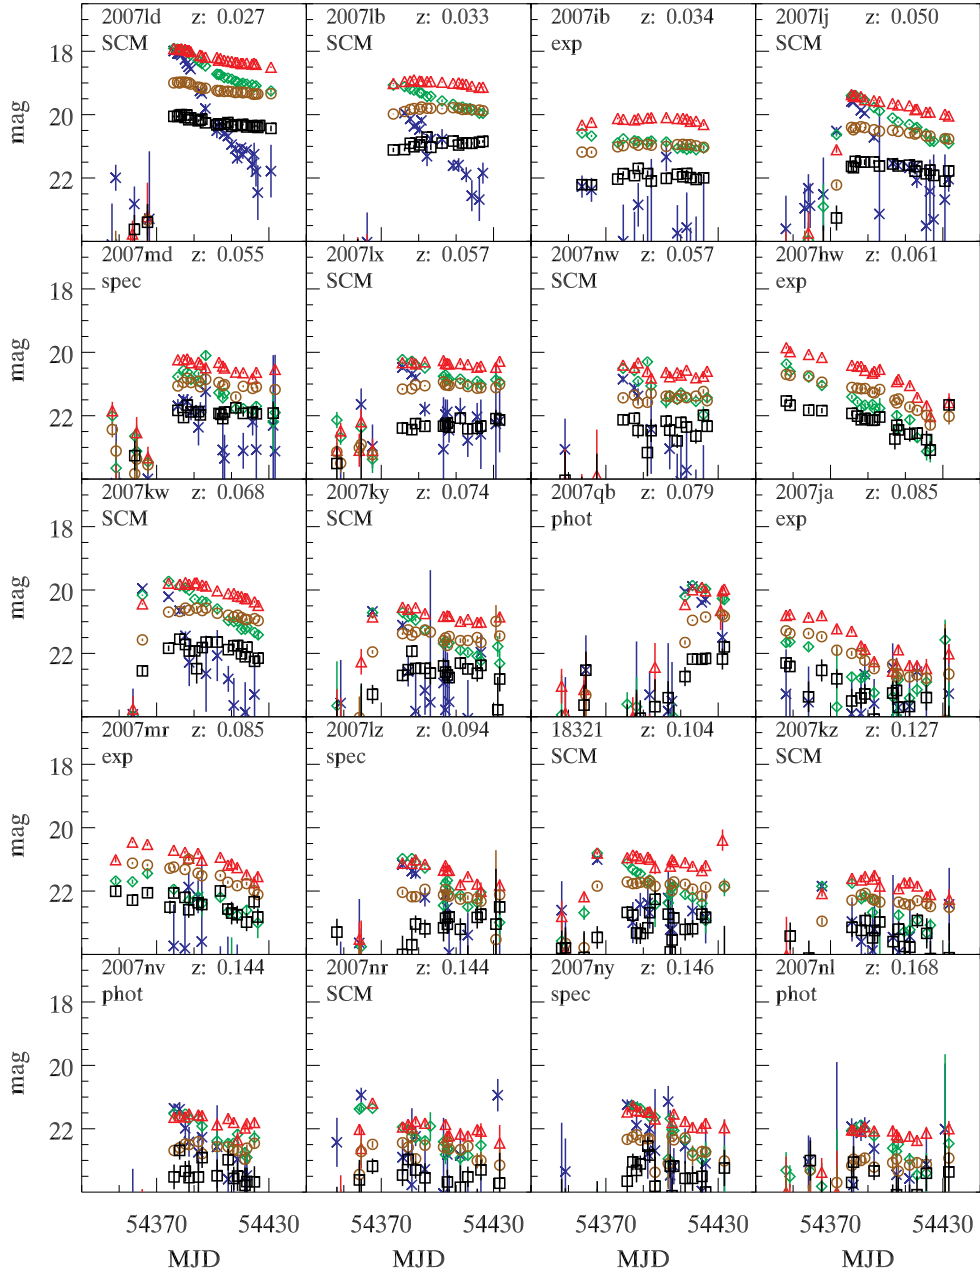 2007ld z: 0.027
SCM
2007lb z: 0.033
SCM
2007ib z: 0.034
exp
2007lj z: 0.050
SCM
18
20
22
mag
2007md z: 0.055
spec
2007lx z: 0.057
SCM
2007nw z: 0.057
SCM
2007hw z: 0.061
exp
18
20
22
mag
2007kw z: 0.068
SCM
2007ky z: 0.074
SCM
2007qb z: 0.079
phot
2007ja z: 0.085
exp
18
20
22
mag
2007mr z: 0.085
exp
2007lz z: 0.094
spec
18321 z: 0.104
SCM
2007kz z: 0.127
SCM
18
20
22
mag
2007nv z: 0.144
phot
2007nr z: 0.144
SCM
2007ny z: 0.146
spec
2007nl z: 0.168
phot
18
20
22
mag
54370 54430
54370 54430
54370 54430
54370 54430
MJD
MJD
MJD
MJD